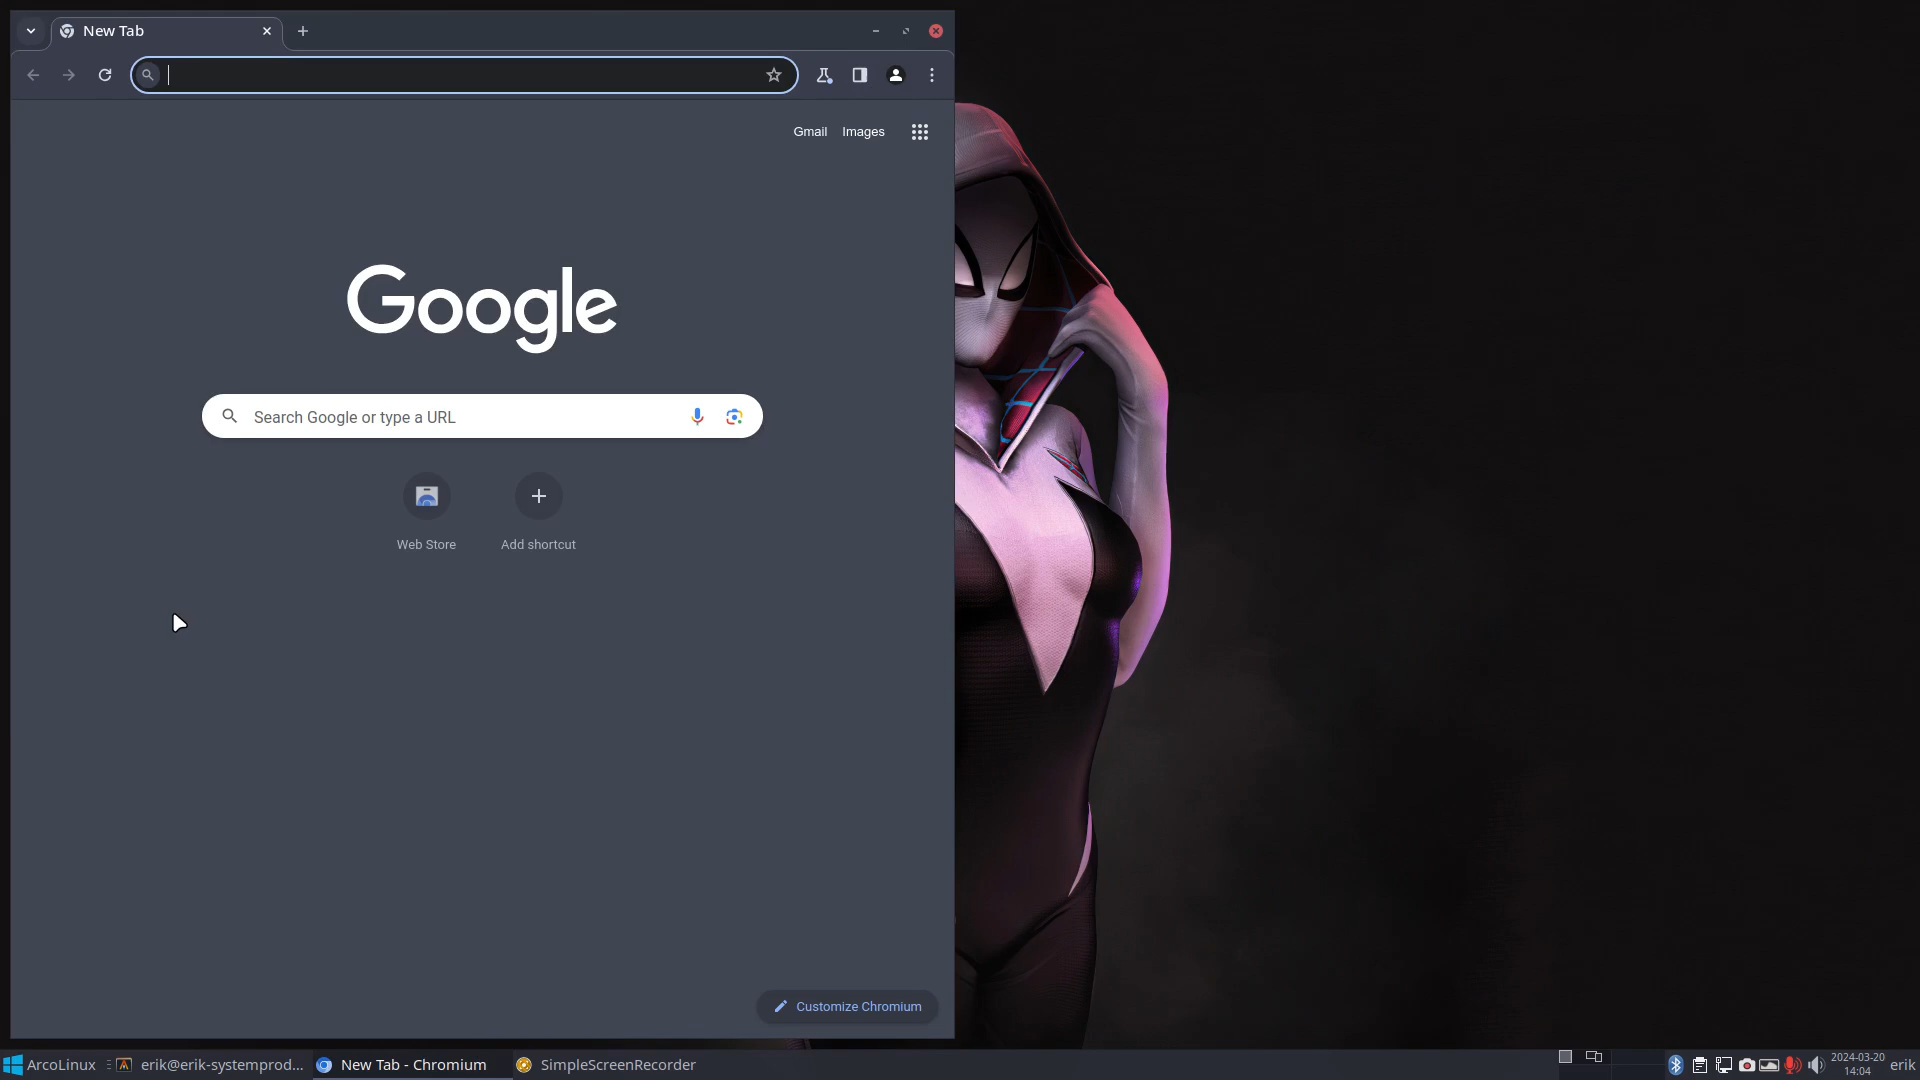 New Tab
Gmail Images
Google
Search Google or type a URL
Web Store Add shortcut
Customize Chromium
ArcoLinux erik@erik-systemprod... New Tab - Chromium SimpleScreenRecorder 2024-03-20 erik
14:04